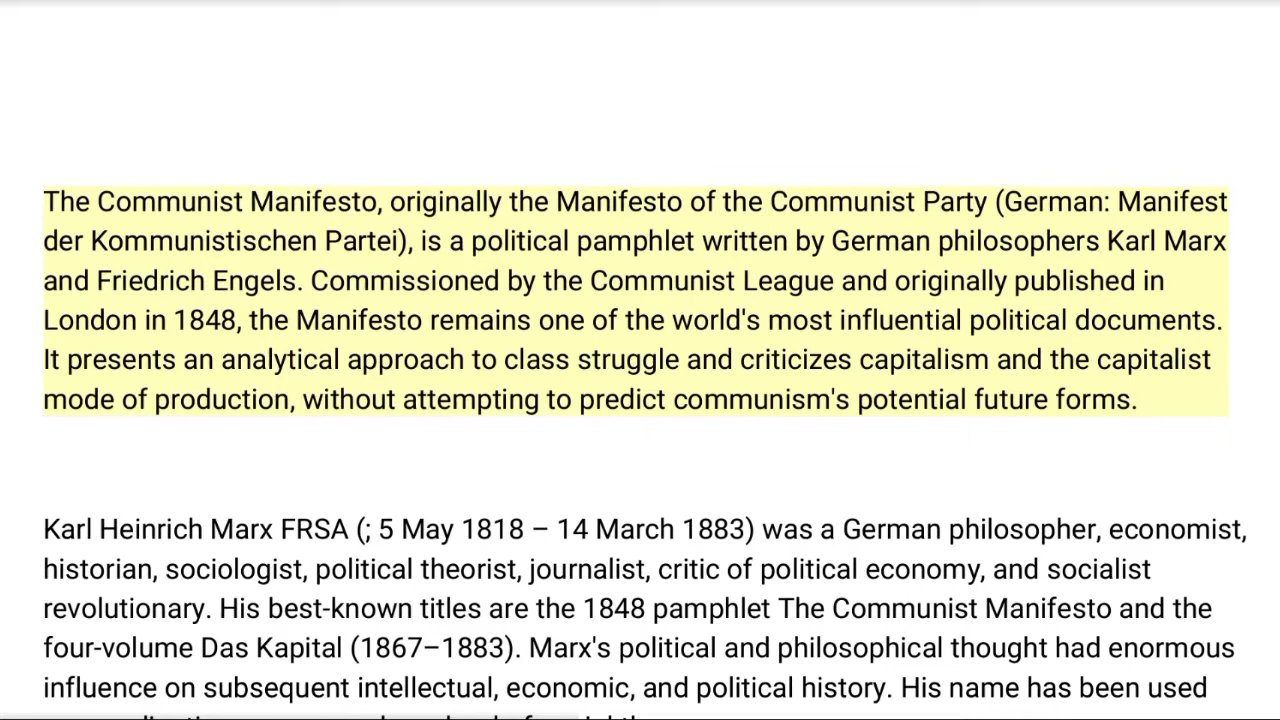 The Communist Manifesto, originally the Manifesto of the Communist Party (German: Manifest
der Kommunistischen Partei), is a political pamphlet written by German philosophers Karl Marx
and Friedrich Engels. Commissioned by the Communist League and originally published in
London in 1848, the Manifesto remains one of the world's most influential political documents.
It presents an analytical approach to class struggle and criticizes capitalism and the capitalist
mode of production, without attempting to predict communism's potential future forms.
Karl Heinrich Marx FRSA (; 5 May 1818 – 14 March 1883) was a German philosopher, economist,
historian, sociologist, political theorist, journalist, critic of political economy, and socialist
revolutionary. His best-known titles are the 1848 pamphlet The Communist Manifesto and the
four-volume Das Kapital (1867–1883). Marx's political and philosophical thought had enormous
influence on subsequent intellectual, economic, and political history. His name has been used